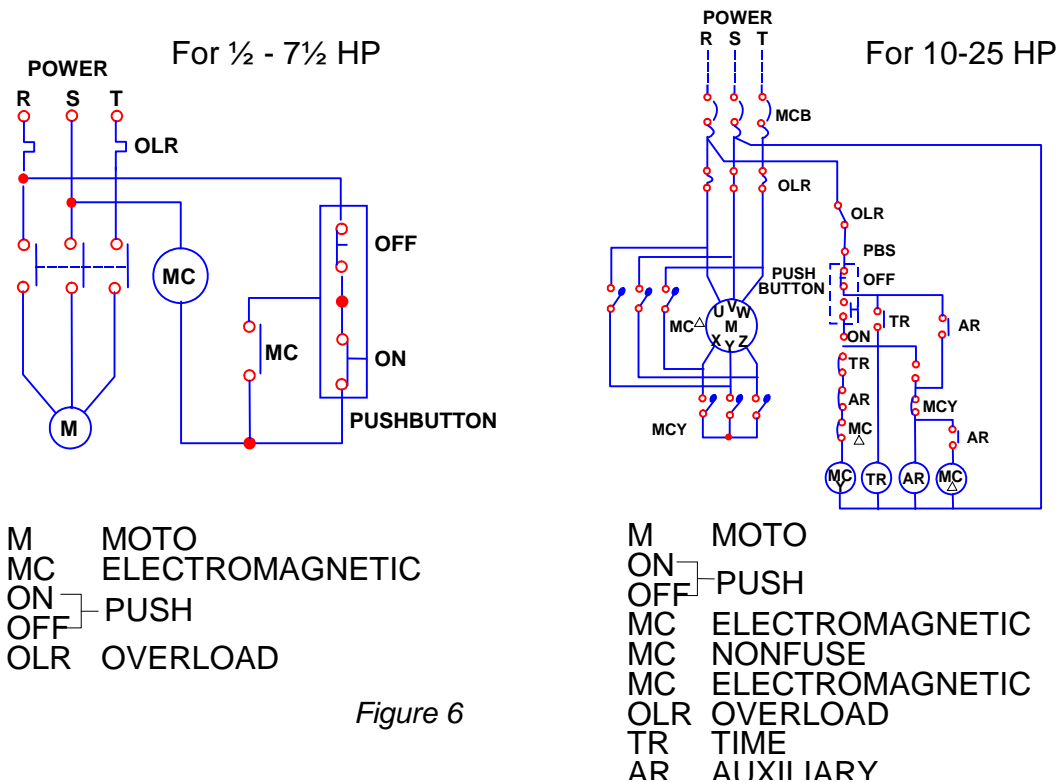 For ½ - 7½ HP
POWER
R S T
OLR
OFF
MC
MC
ON
PUSHBUTTON
M
M MOTO
MC ELECTROMAGNETIC
ON
PUSH
OFF
OLR OVERLOAD
Figure 6
POWER
R S T
For 10-25 HP
MCB
OLR
OLR
PBS
PUSH
BUTTON
OFF
U V W
MC△
M
TR
AR
ON
X Y Z
TR
AR
MCY
MC
△
MCY
AR
MC
Y
TR
AR
MC
△
M MOTO
ON
PUSH
OFF
MC ELECTROMAGNETIC
MC NONFUSE
MC ELECTROMAGNETIC
OLR OVERLOAD
TR TIME
AR AUXILIARY